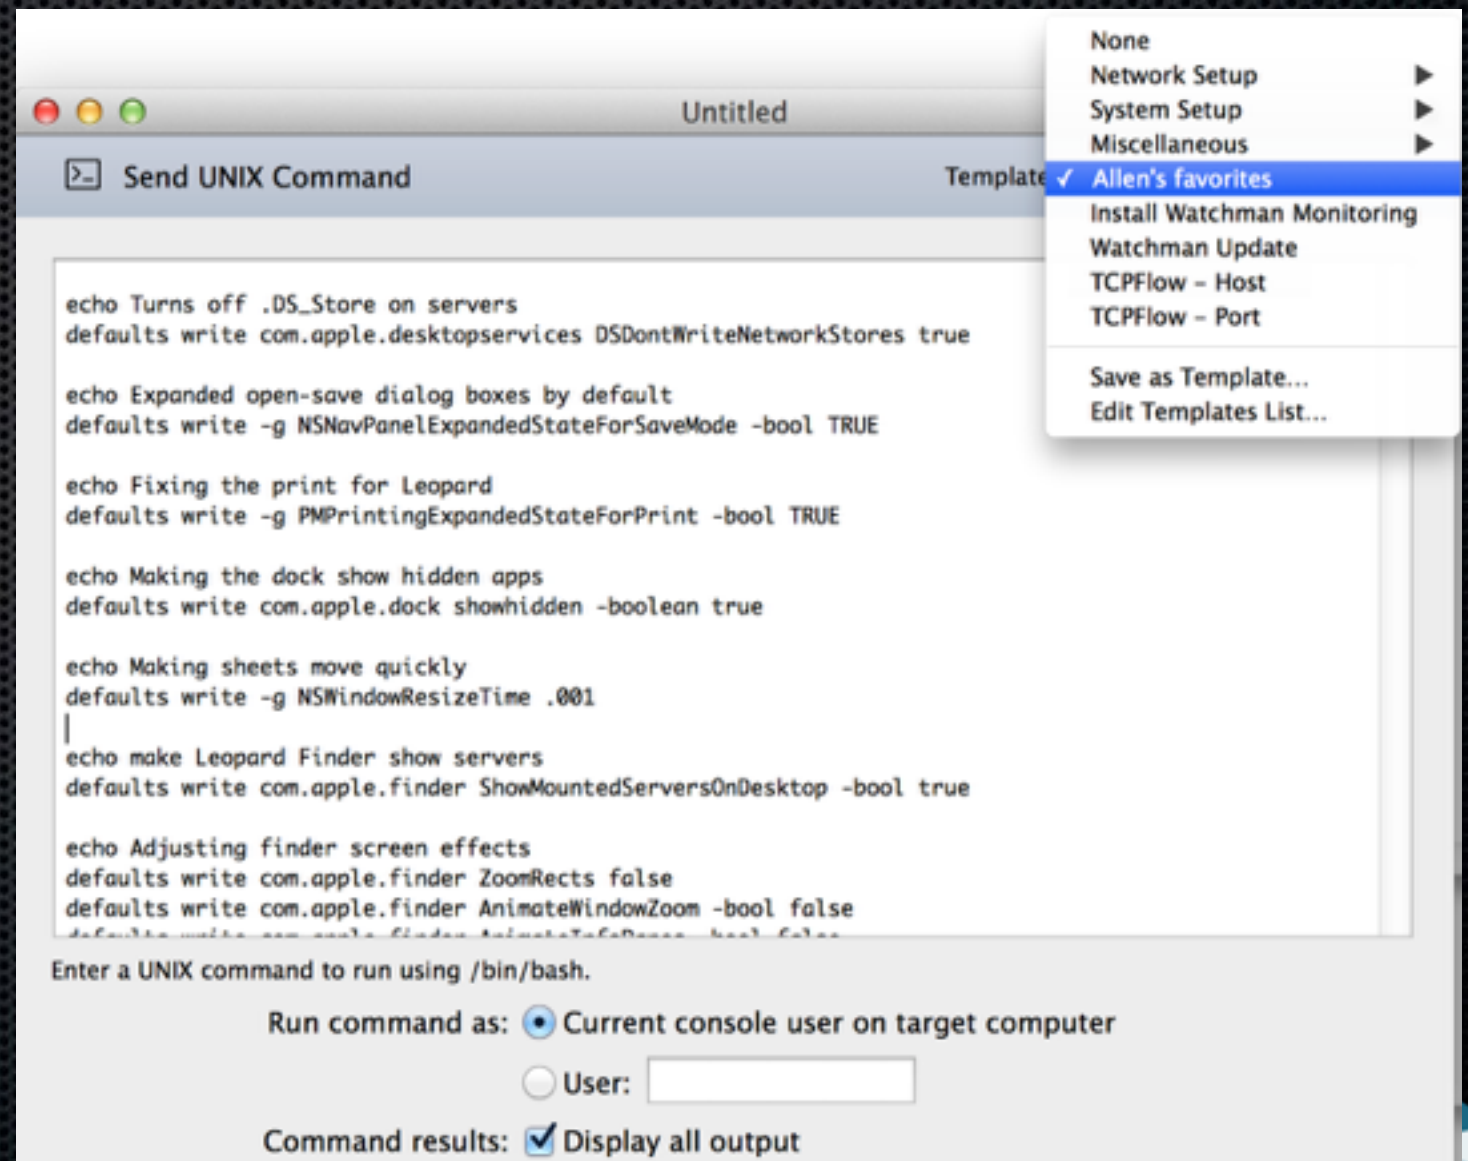 None
Network Setup
System Setup
Miscellaneous
Allen's favorites
Install Watchman Monitoring
Watchman Update
TCPFlow – Host
TCPFlow – Port
Save as Template...
Edit Templates List...
Untitled
Send UNIX Command
Template
echo Turns off .DS_Store on servers
defaults write com.apple.desktopservices DSDontWriteNetworkStores true
echo Expanded open-save dialog boxes by default
defaults write -g NSNavPanelExpandedStateForSaveMode -bool TRUE
echo Fixing the print for Leopard
defaults write -g PMPrintingExpandedStateForPrint -bool TRUE
echo Making the dock show hidden apps
defaults write com.apple.dock showhidden -boolean true
echo Making sheets move quickly
defaults write -g NSWindowResizeTime .001
echo make Leopard Finder show servers
defaults write com.apple.finder ShowMountedServersOnDesktop -bool true
echo Adjusting finder screen effects
defaults write com.apple.finder ZoomRects false
defaults write com.apple.finder AnimateWindowZoom -bool false
Enter a UNIX command to run using /bin/bash.
Run command as: Current console user on target computer
User:
Command results: Display all output